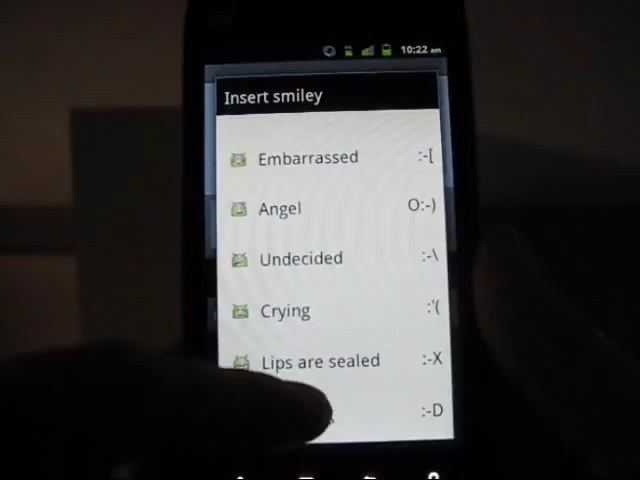 10:22 am
Insert smiley
Embarrassed :-[
Angel O:-)
Undecided :-\
Crying :'(
Lips are sealed :-X
:-D